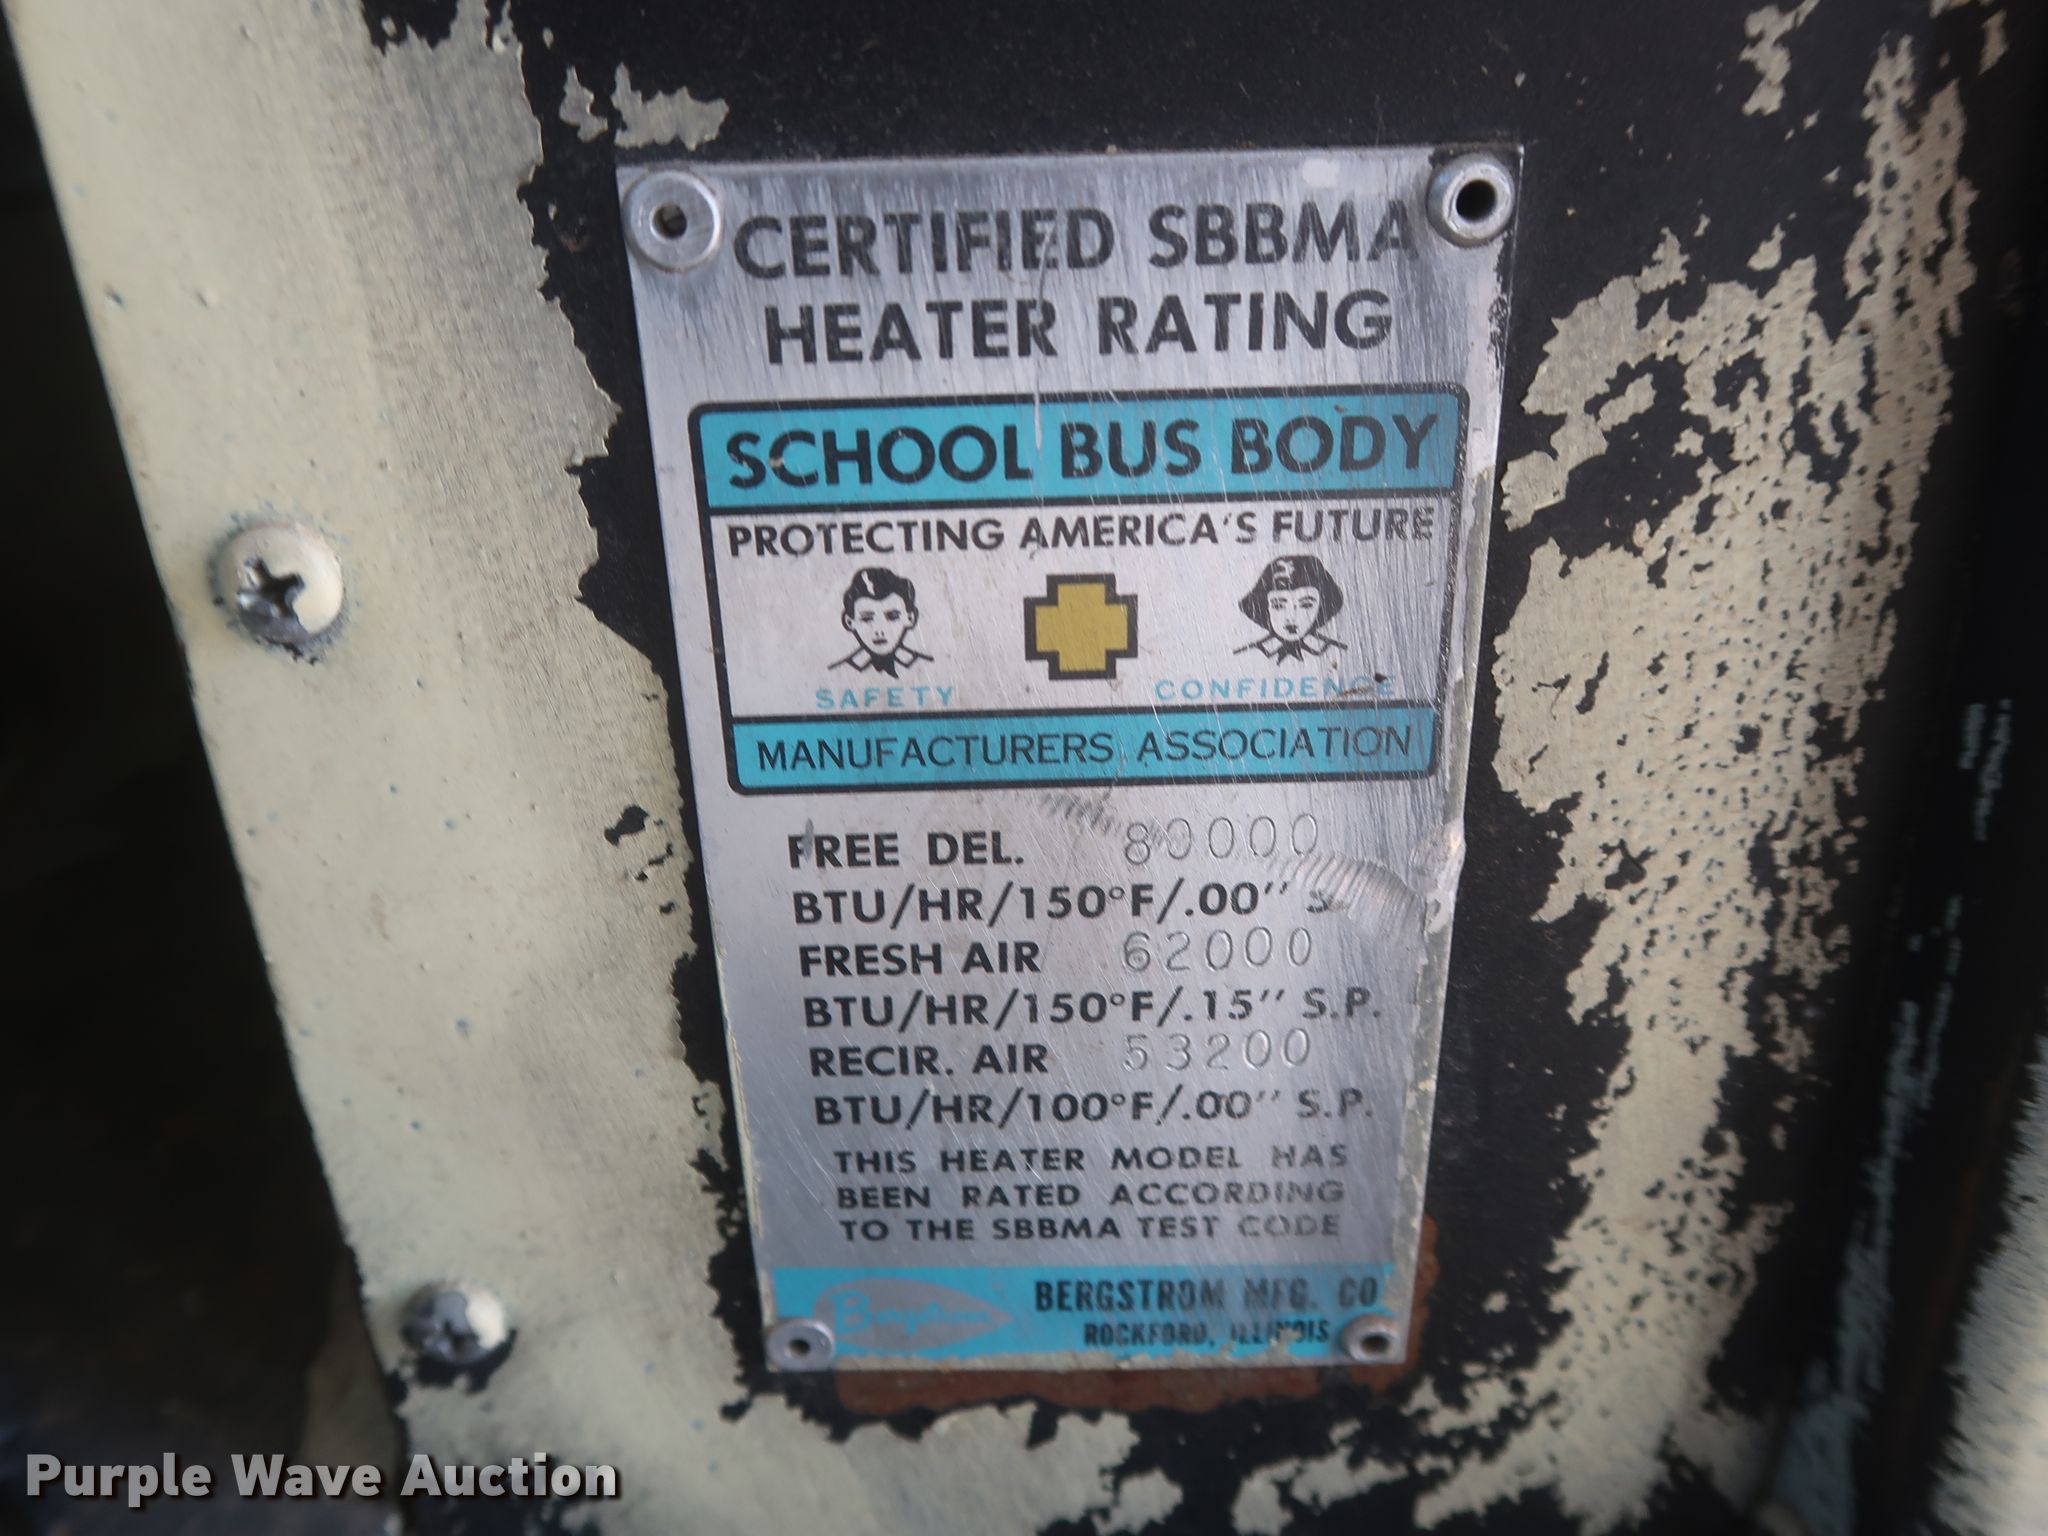 CERTIFIED SBBMA
HEATER RATING
SCHOOL BUS BODY
PROTECTING AMERICA'S FUTURE
SAFETY CONFIDENCE
MANUFACTURERS ASSOCIATION
FREE DEL. 80000
BTU/HR/150°F/.00" S
FRESH AIR 62000
BTU/HR/150°F/.15" S.P.
RECIR. AIR 53200
BTU/HR/100°F/.00" S.P.
THIS HEATER MODEL HAS
BEEN RATED ACCORDING
TO THE SBBMA TEST CODE
Bergstrom
BERGSTROM MFG. CO
ROCKFORD, ILLINOIS
Purple Wave Auction